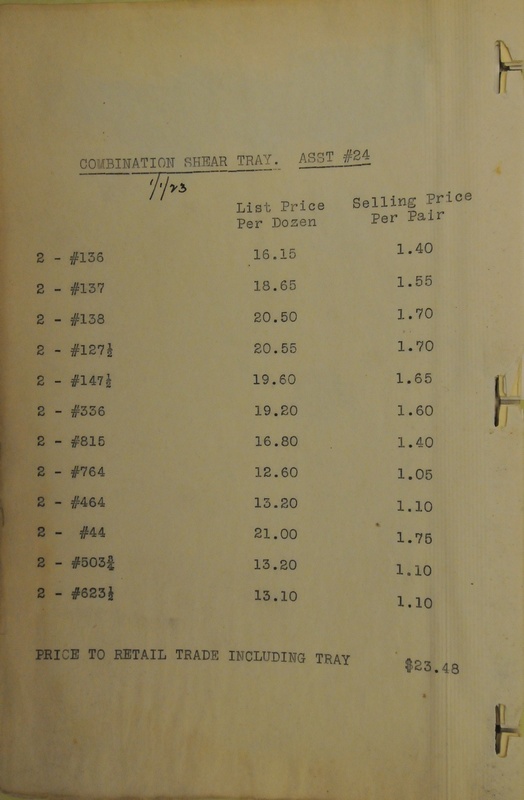 COMBINATION SHEAR TRAY. ASST #24
1/1/23
List Price Selling Price
Per Dozen Per Pair
2 - #136 16.15 1.40
2 - #137 18.65 1.55
2 - #138 20.50 1.70
2 - #127½ 20.55 1.70
2 - #147½ 19.60 1.65
2 - #336 19.20 1.60
2 - #815 16.80 1.40
2 - #764 12.60 1.05
2 - #464 13.20 1.10
2 - #44 21.00 1.75
2 - #503¾ 13.20 1.10
2 - #623½ 13.10 1.10
PRICE TO RETAIL TRADE INCLUDING TRAY $23.48